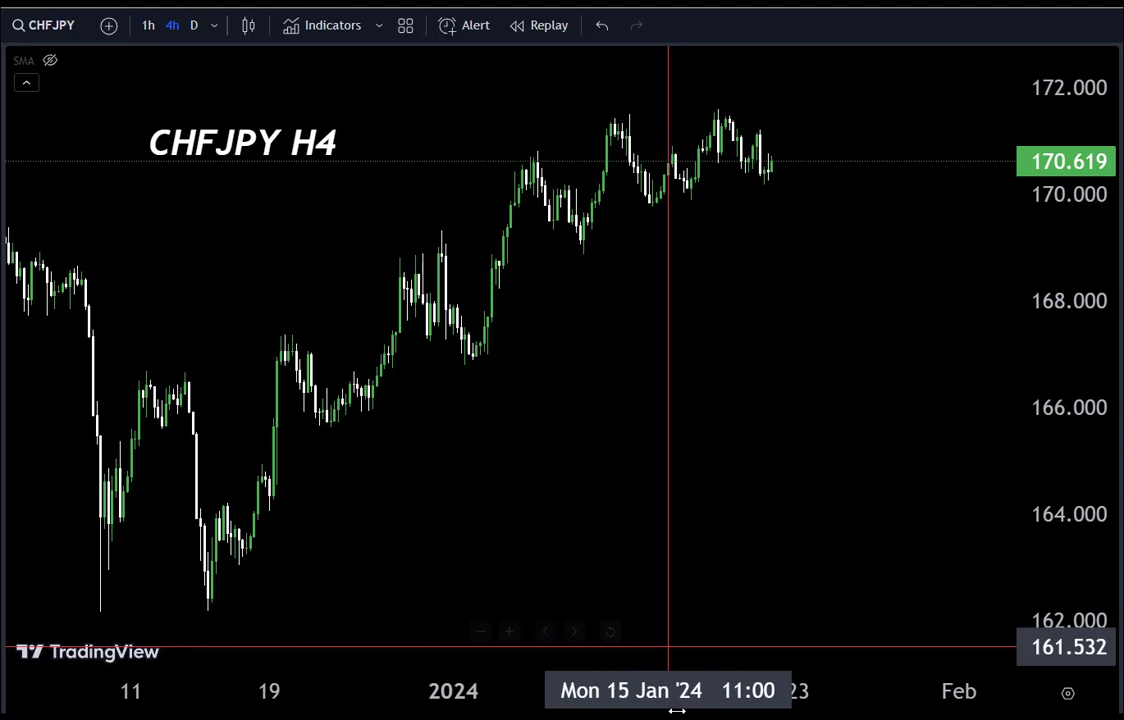 CHFJPY 1h 4h D Indicators Alert Replay
SMA
CHFJPY H4
172.000
170.619
170.000
168.000
166.000
164.000
162.000
161.532
TradingView
11 19 2024 Mon 15 Jan '24 11:00 23 Feb